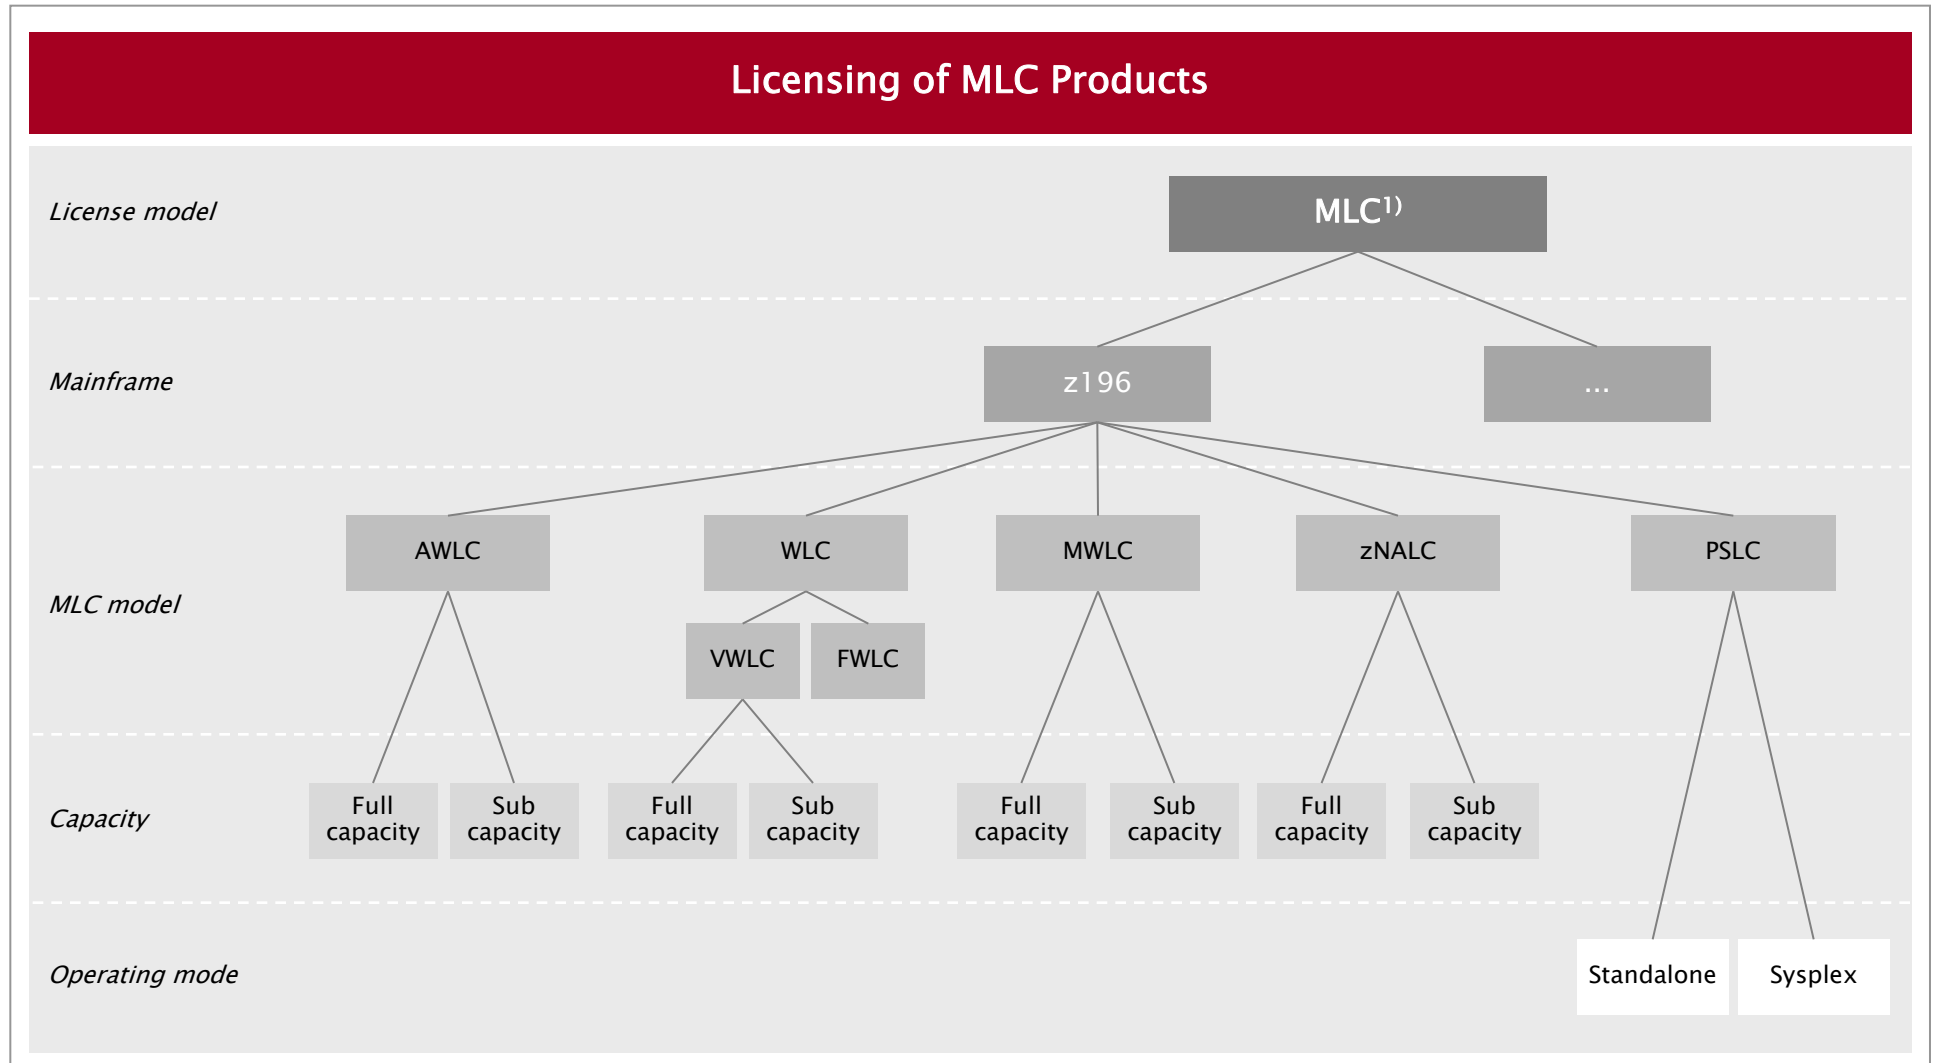 Licensing of MLC Products
License model
MLC¹⁾
Mainframe
z196
...
MLC model
AWLC
WLC
MWLC
zNALC
PSLC
VWLC
FWLC
Capacity
Full
capacity
Sub
capacity
Full
capacity
Sub
capacity
Full
capacity
Sub
capacity
Full
capacity
Sub
capacity
Operating mode
Standalone
Sysplex